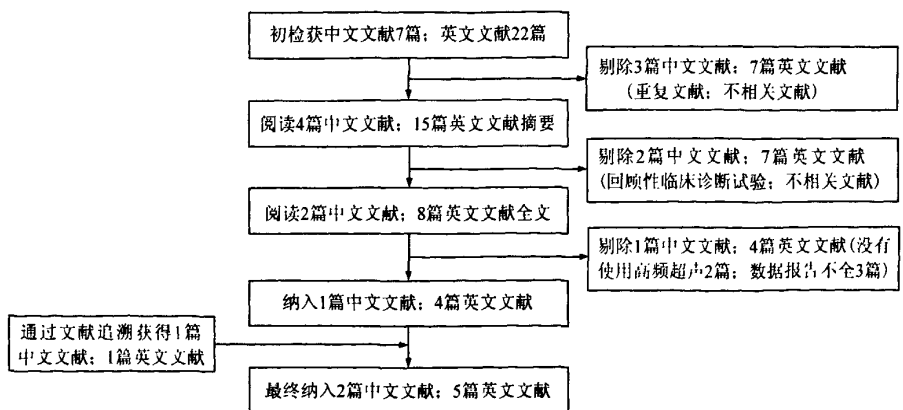 初检获中文文献7篇；英文文献22篇
剔除3篇中文文献；7篇英文文献
（重复文献；不相关文献）
阅读4篇中文文献；15篇英文文献摘要
剔除2篇中文文献；7篇英文文献
(回顾性临床诊断试验；不相关文献)
阅读2篇中文文献；8篇英文文献全文
剔除1篇中文文献；4篇英文文献(没有
使用高频超声2篇；数据报告不全3篇)
纳入1篇中文文献；4篇英文文献
通过文献追溯获得1篇
中文文献；1篇英文文献
最终纳入2篇中文文献；5篇英文文献